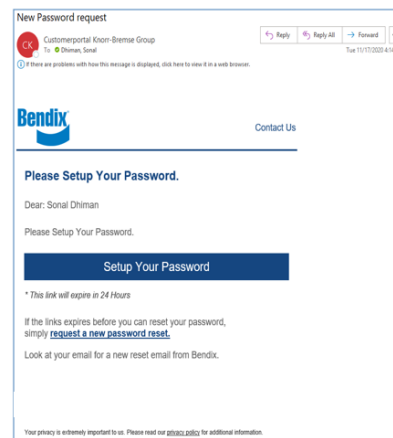 New Password request
CK
Customerportal Knorr-Bremse Group
To Dhiman, Sonal
Reply
Reply All
Forward
Tue 11/17/2020 4:14
If there are problems with how this message is displayed, click here to view it in a web browser.
Bendix
Contact Us
Please Setup Your Password.
Dear: Sonal Dhiman
Please Setup Your Password.
Setup Your Password
* This link will expire in 24 Hours
If the links expires before you can reset your password,
simply request a new password reset.
Look at your email for a new reset email from Bendix.
Your privacy is extremely important to us. Please read our privacy policy for additional information.